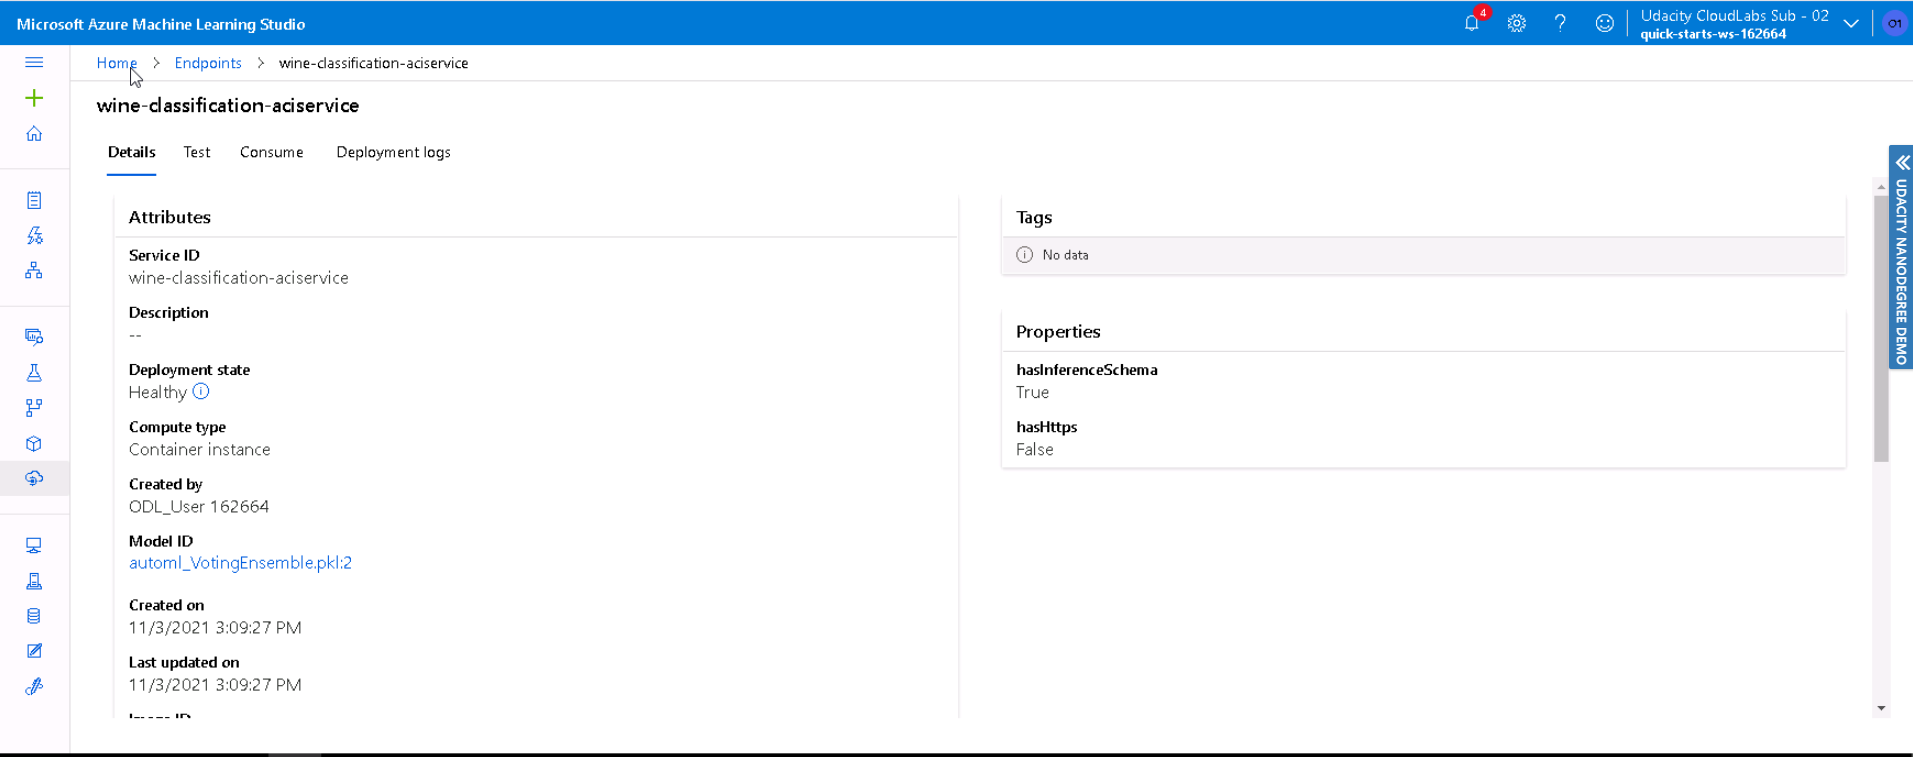 Microsoft Azure Machine Learning Studio
4
Udacity CloudLabs Sub - 02
quick-starts-ws-162664
O1
Home > Endpoints > wine-classification-aciservice
wine-classification-aciservice
Details Test Consume Deployment logs
Attributes
Service ID
wine-classification-aciservice
Description
--
Deployment state
Healthy
Compute type
Container instance
Created by
ODL_User 162664
Model ID
automl_VotingEnsemble.pkl:2
Created on
11/3/2021 3:09:27 PM
Last updated on
11/3/2021 3:09:27 PM
Image ID
Tags
No data
Properties
hasInferenceSchema
True
hasHttps
False
UDACITY NANODEGREE DEMO